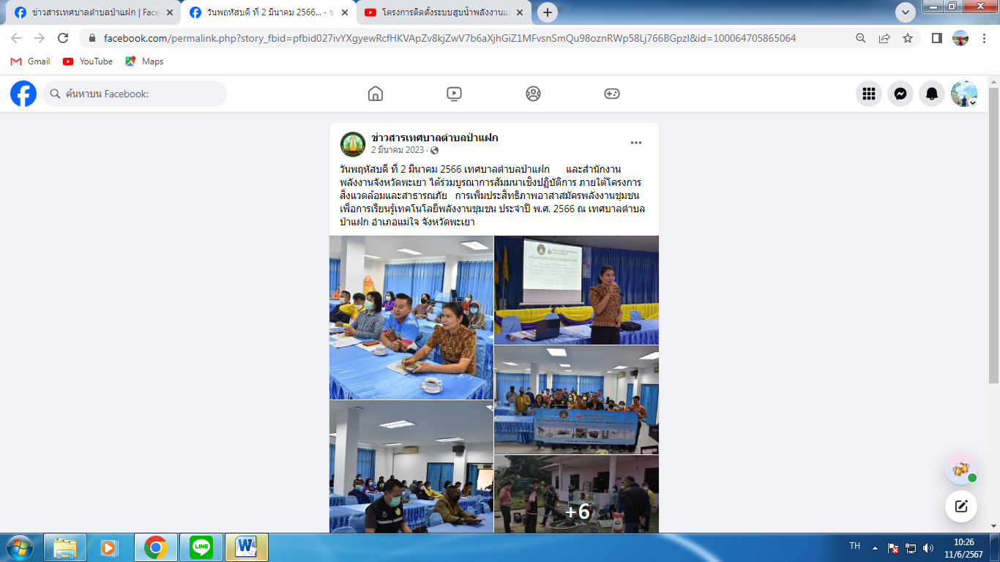 ข่าวสารเทศบาลตำบลป่าแฝก | Face
วันพฤหัสบดี ที่ 2 มีนาคม 2566... - ข
โครงการติดตั้งระบบสูบน้ำพลังงานแ
facebook.com/permalink.php?story_fbid=pfbid027ivYXgyewRcfHKVApZv8kjZwV7b6aXjhGiZ1MFvsnSmQu98oznRWp58Lj766BGpzl&id=100064705865064
Gmail YouTube Maps
ค้นหาบน Facebook:
ข่าวสารเทศบาลตำบลป่าแฝก
2 มีนาคม 2023 ·
วันพฤหัสบดี ที่ 2 มีนาคม 2566 เทศบาลตำบลป่าแฝก และสำนักงาน
พลังงานจังหวัดพะเยา ได้ร่วมบูรณาการสัมมนาเชิงปฏิบัติการ ภายใต้โครงการ
สิ่งแวดล้อมและสาธารณภัย การเพิ่มประสิทธิภาพอาสาสมัครพลังงานชุมชน
เพื่อการเรียนรู้เทคโนโลยีพลังงานชุมชน ประจำปี พ.ศ. 2566 ณ เทศบาลตำบล
ป่าแฝก อำเภอแม่ใจ จังหวัดพะเยา
+6
LINE
TH
10:26
11/6/2567